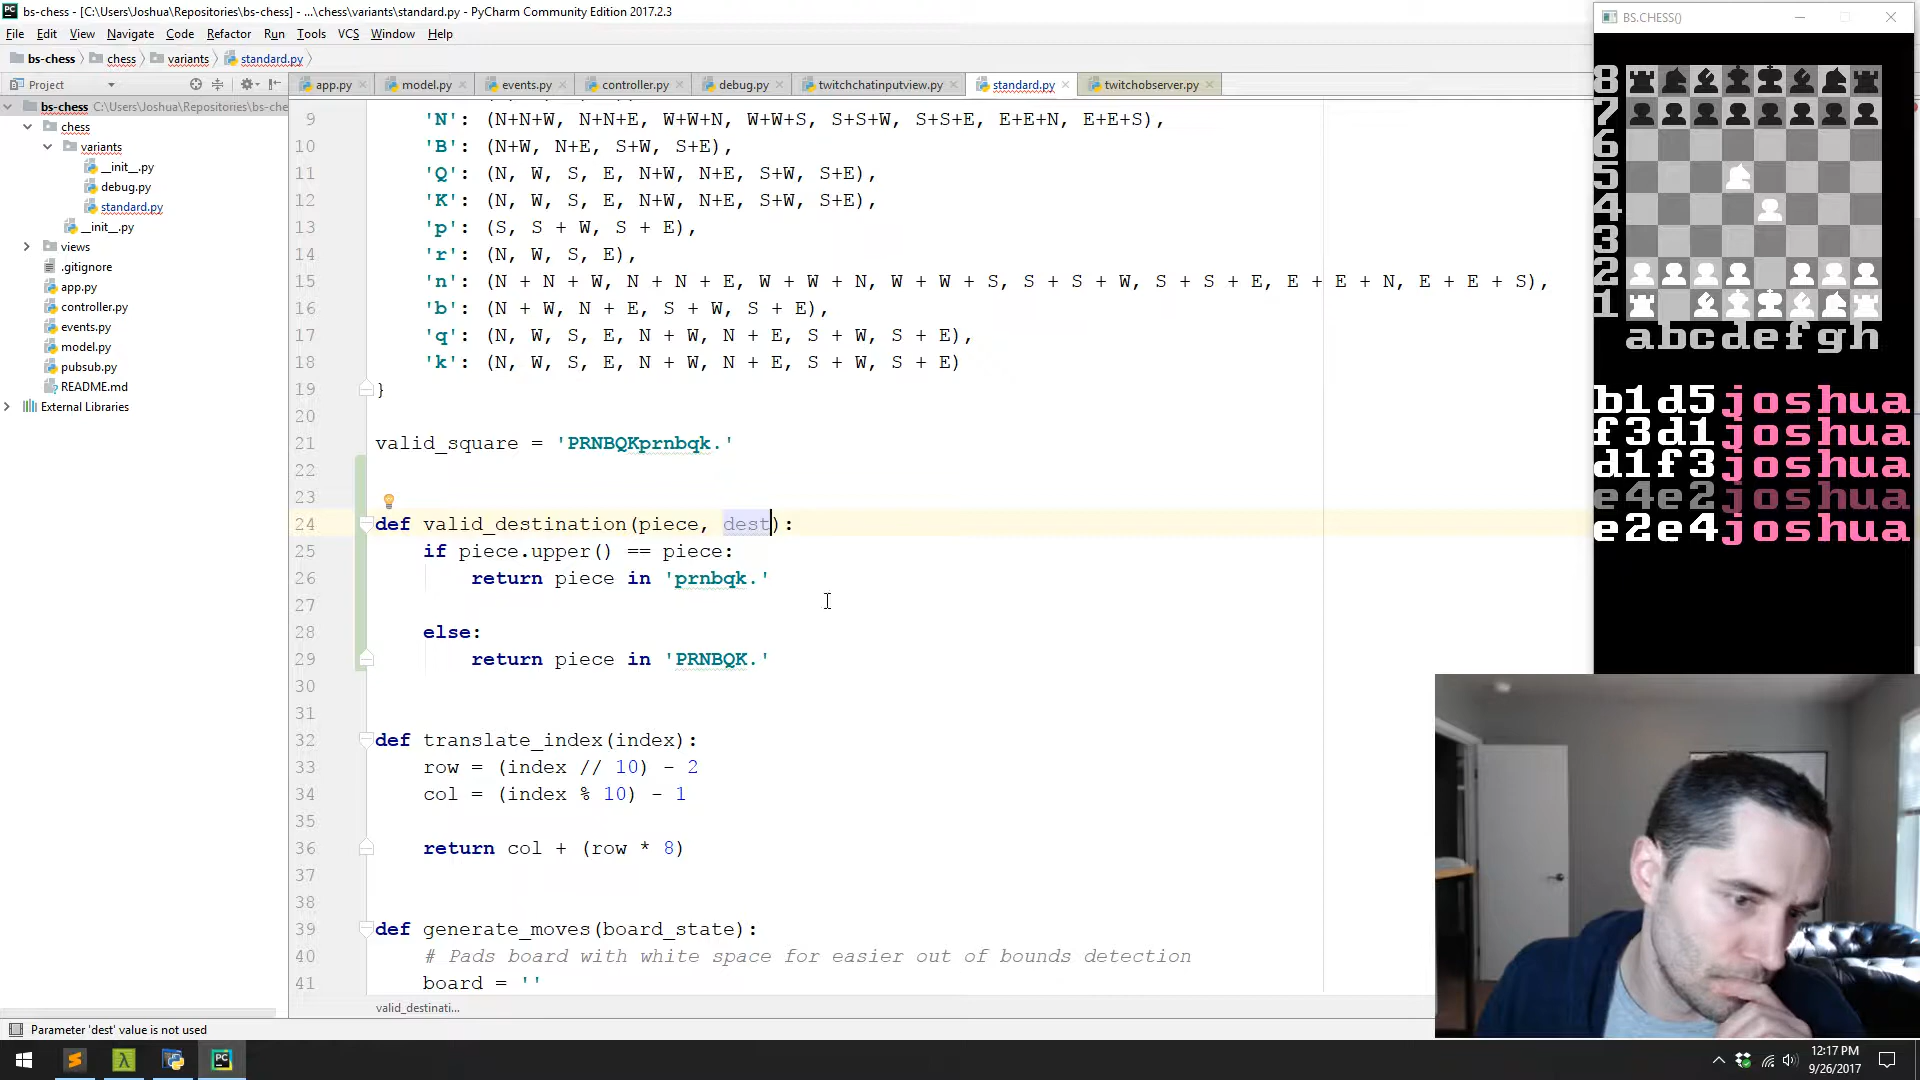 bs-chess - [C:\Users\Joshua\Repositories\bs-chess] - ...\chess\variants\standard.py - PyCharm Community Edition 2017.2.3
File Edit View Navigate Code Refactor Run Tools VCS Window Help
bs-chess chess variants standard.py
Project
app.py model.py events.py controller.py debug.py twitchchatinputview.py standard.py twitchobserver.py
bs-chess C:\Users\Joshua\Repositories\bs-che
chess
variants
__init__.py
debug.py
standard.py
__init__.py
views
.gitignore
app.py
controller.py
events.py
model.py
pubsub.py
README.md
External Libraries
9 'N': (N+N+W, N+N+E, W+W+N, W+W+S, S+S+W, S+S+E, E+E+N, E+E+S),
10 'B': (N+W, N+E, S+W, S+E),
11 'Q': (N, W, S, E, N+W, N+E, S+W, S+E),
12 'K': (N, W, S, E, N+W, N+E, S+W, S+E),
13 'p': (S, S + W, S + E),
14 'r': (N, W, S, E),
15 'n': (N + N + W, N + N + E, W + W + N, W + W + S, S + S + W, S + S + E, E + E + N, E + E + S),
16 'b': (N + W, N + E, S + W, S + E),
17 'q': (N, W, S, E, N + W, N + E, S + W, S + E),
18 'k': (N, W, S, E, N + W, N + E, S + W, S + E)
19 }
20
21 valid_square = 'PRNBQKprnbqk.'
22
23
24 def valid_destination(piece, dest):
25 if piece.upper() == piece:
26 return piece in 'prnbqk.'
27
28 else:
29 return piece in 'PRNBQK.'
30
31
32 def translate_index(index):
33 row = (index // 10) - 2
34 col = (index % 10) - 1
35
36 return col + (row * 8)
37
38
39 def generate_moves(board_state):
40 # Pads board with white space for easier out of bounds detection
41 board = ''
valid_destinati...
Parameter 'dest' value is not used
BS.CHESS()
8
7
6
5
4
3
2
1
abcdefgh
b1d5joshua
f3d1joshua
d1f3joshua
e4e2joshua
e2e4joshua
12:17 PM
9/26/2017